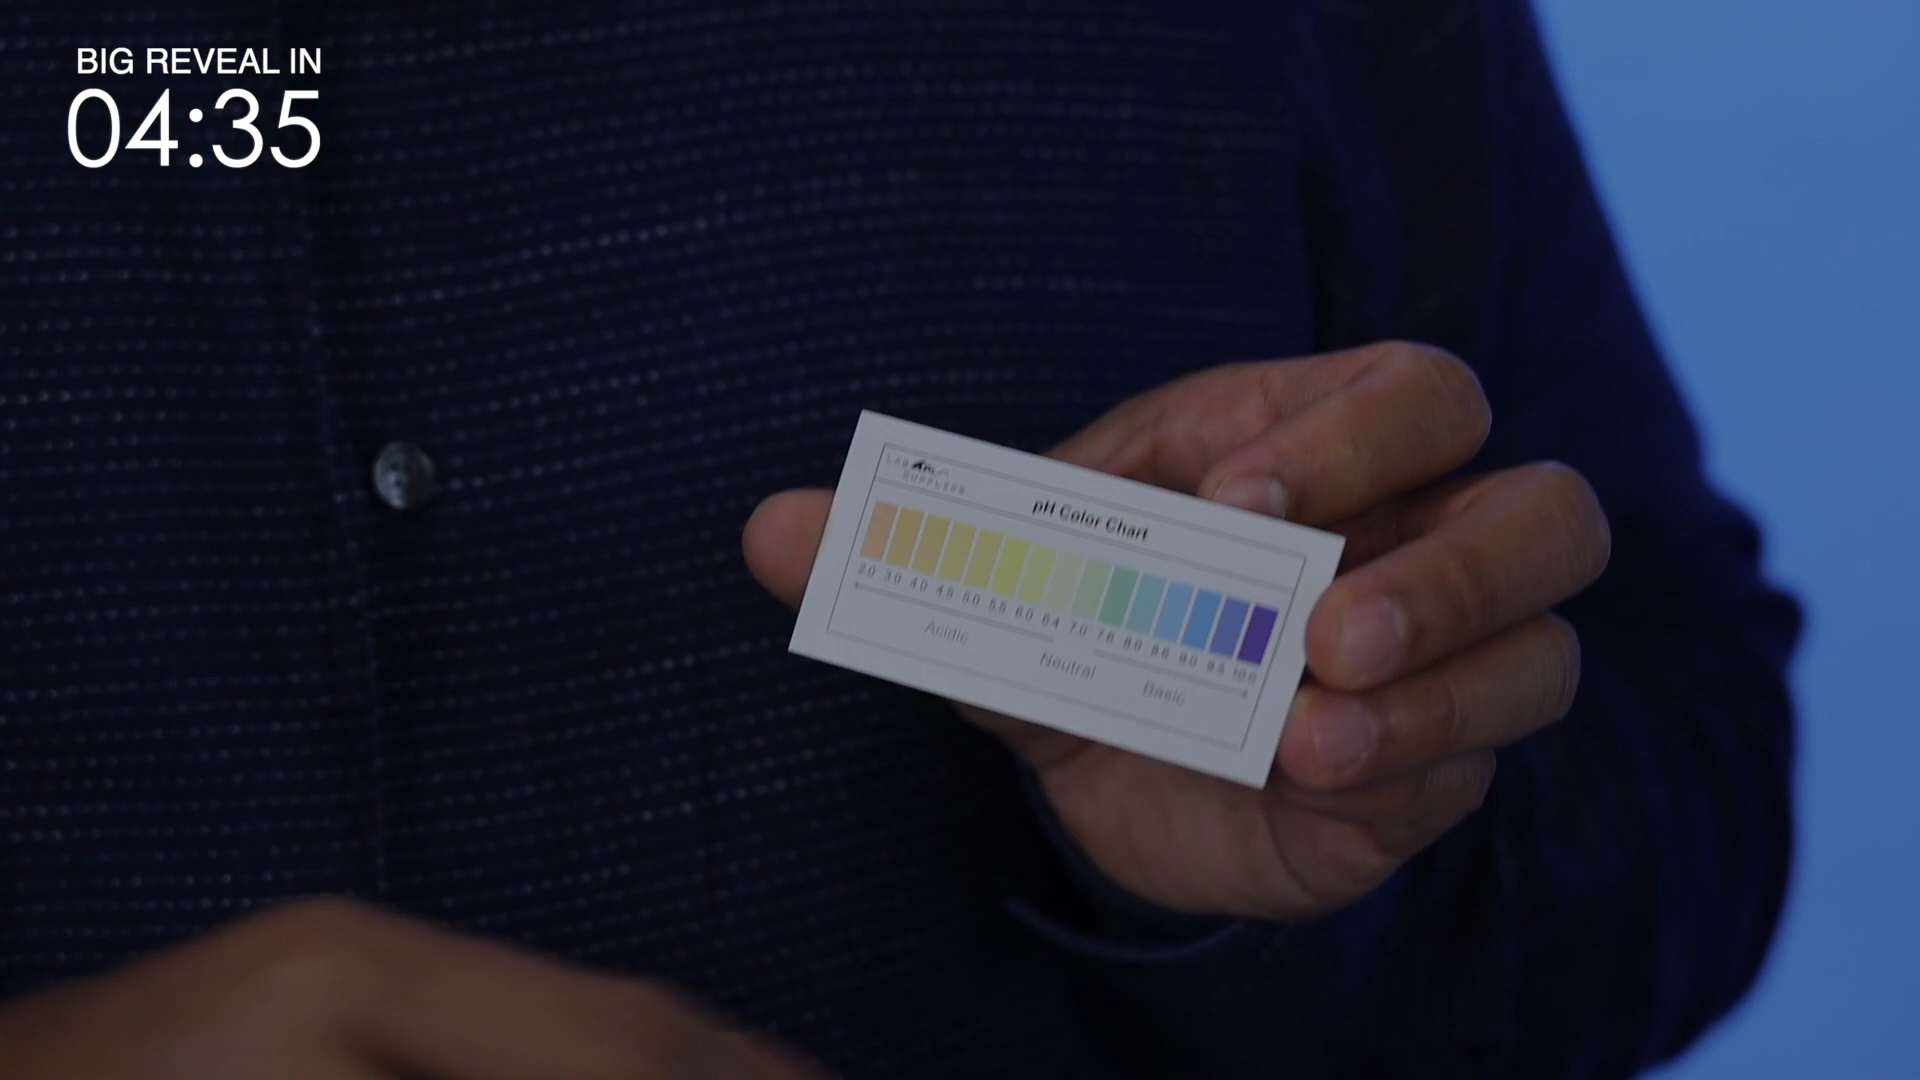 BIG REVEAL IN
04:35
LAB
SUPPLIES
pH Color Chart
2.0 3.0 4.0 4.5 5.0 5.5 6.0 6.4 7.0 7.6 8.0 8.6 9.0 9.5 10.0
Acidic
Neutral
Basic